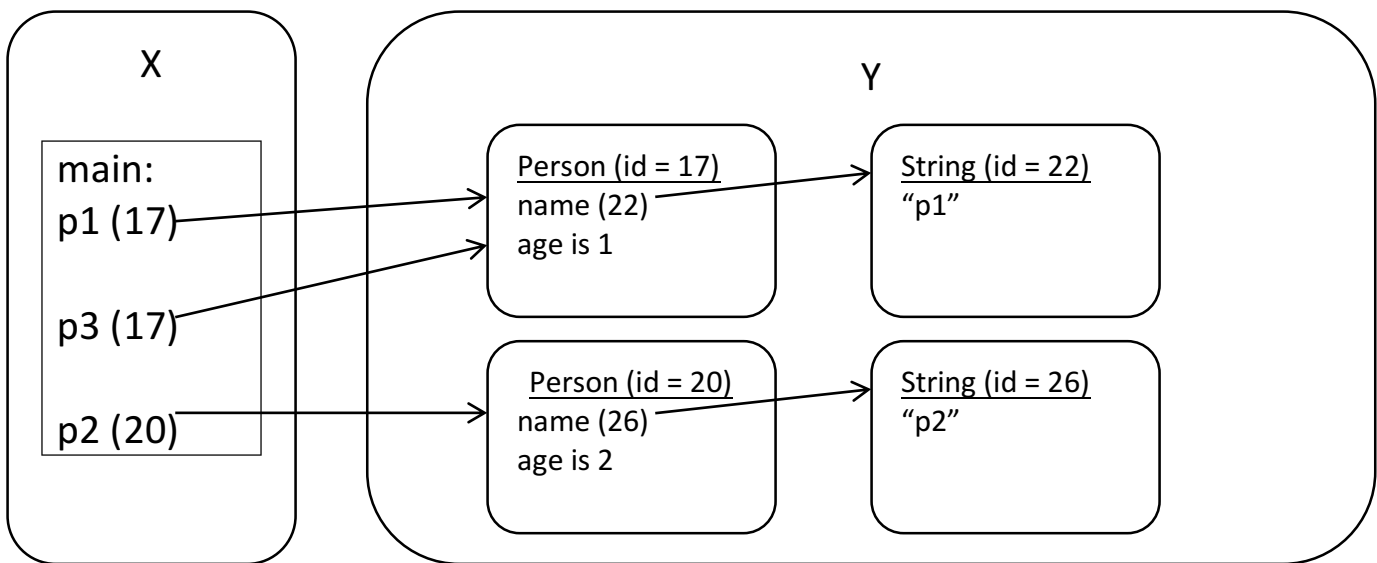 X
main:
p1 (17)
p3 (17)
p2 (20)
Y
Person (id = 17)
name (22)
age is 1
String (id = 22)
“p1”
Person (id = 20)
name (26)
age is 2
String (id = 26)
“p2”